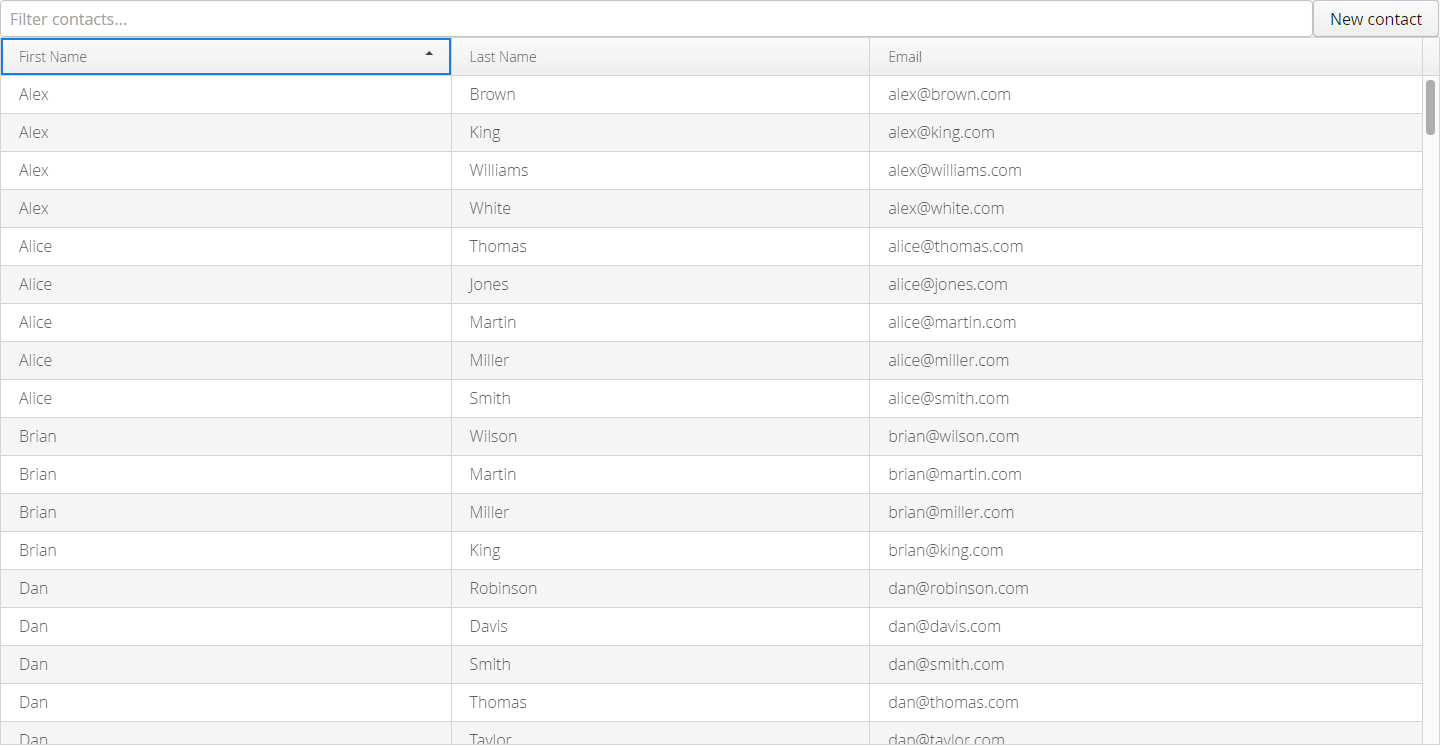 Filter contacts... New contact
First Name Last Name Email
Alex Brown alex@brown.com
Alex King alex@king.com
Alex Williams alex@williams.com
Alex White alex@white.com
Alice Thomas alice@thomas.com
Alice Jones alice@jones.com
Alice Martin alice@martin.com
Alice Miller alice@miller.com
Alice Smith alice@smith.com
Brian Wilson brian@wilson.com
Brian Martin brian@martin.com
Brian Miller brian@miller.com
Brian King brian@king.com
Dan Robinson dan@robinson.com
Dan Davis dan@davis.com
Dan Smith dan@smith.com
Dan Thomas dan@thomas.com
Dan Taylor dan@taylor.com